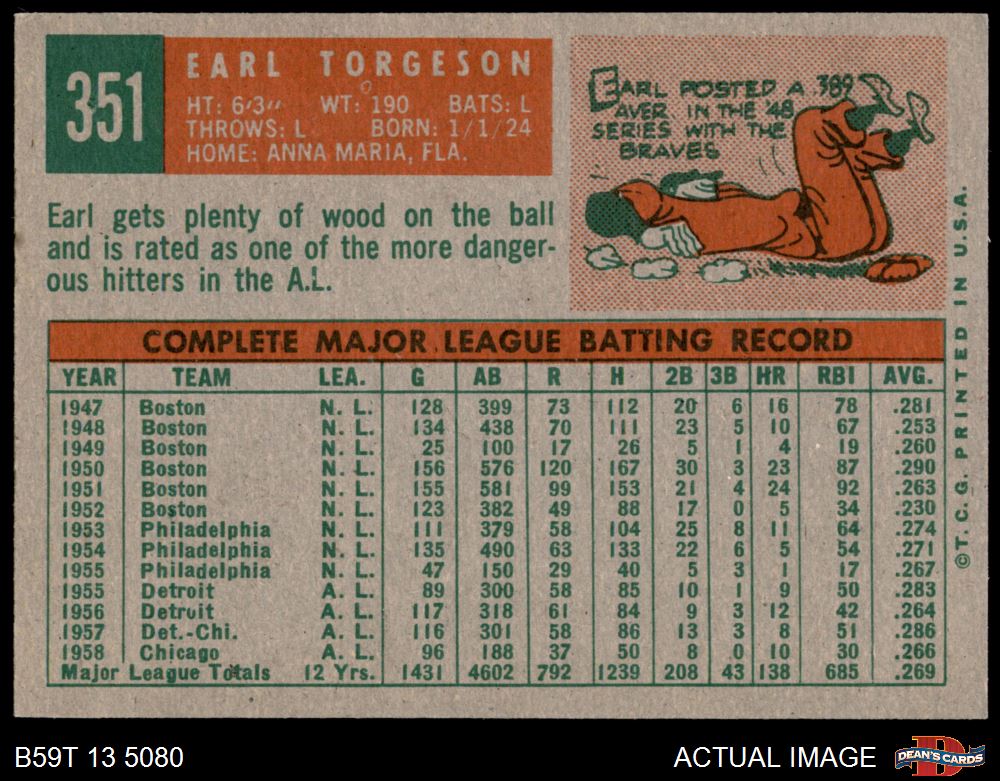 351
EARL TORGESON
HT: 6'3" WT: 190 BATS: L
THROWS: L BORN: 1/1/24
HOME: ANNA MARIA, FLA.
EARL POSTED A .389
AVER IN THE '48
SERIES WITH THE
BRAVES
Earl gets plenty of wood on the ball
and is rated as one of the more danger-
ous hitters in the A.L.
COMPLETE MAJOR LEAGUE BATTING RECORD
YEAR TEAM LEA. G AB R H 2B 3B HR RBI AVG.
1947 Boston N. L. 128 399 73 112 20 6 16 78 .281
1948 Boston N. L. 134 438 70 111 23 5 10 67 .253
1949 Boston N. L. 25 100 17 26 5 1 4 19 .260
1950 Boston N. L. 156 576 120 167 30 3 23 87 .290
1951 Boston N. L. 155 581 99 153 21 4 24 92 .263
1952 Boston N. L. 123 382 49 88 17 0 5 34 .230
1953 Philadelphia N. L. 111 379 58 104 25 8 11 64 .274
1954 Philadelphia N. L. 135 490 63 133 22 6 5 54 .271
1955 Philadelphia N. L. 47 150 29 40 5 3 1 17 .267
1955 Detroit A. L. 89 300 58 85 10 1 9 50 .283
1956 Detroit A. L. 117 318 61 84 9 3 12 42 .264
1957 Det.-Chi. A. L. 116 301 58 86 13 3 8 51 .286
1958 Chicago A. L. 96 188 37 50 8 0 10 30 .266
Major League Totals 12 Yrs. 1431 4602 792 1239 208 43 138 685 .269
©T. C. G. PRINTED IN U.S.A.
B59T 13 5080
ACTUAL IMAGE
D
DEAN'S CARDS